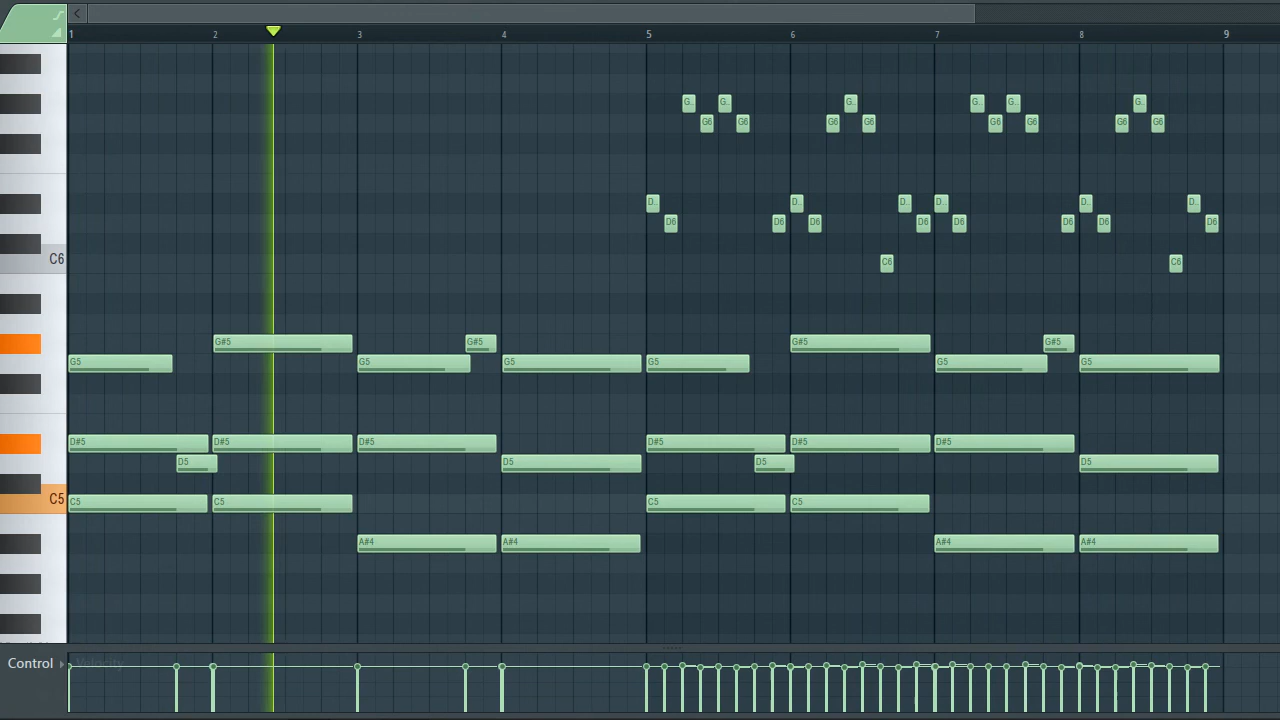 1 2 3 4 5 6 7 8 9
G.. G.. G.. G.. G.. G..
G6 G6 G6 G6 G6 G6 G6 G6
D.. D.. D.. D.. D.. D..
D6 D6 D6 D6 D6 D6 D6 D6
C6 C6 C6
G#5 G#5 G#5 G#5
G5 G5 G5 G5 G5 G5
D#5 D#5 D#5 D#5 D#5 D#5
D5 D5 D5 D5
C5 C5 C5 C5 C5
A#4 A#4 A#4 A#4
Control Velocity